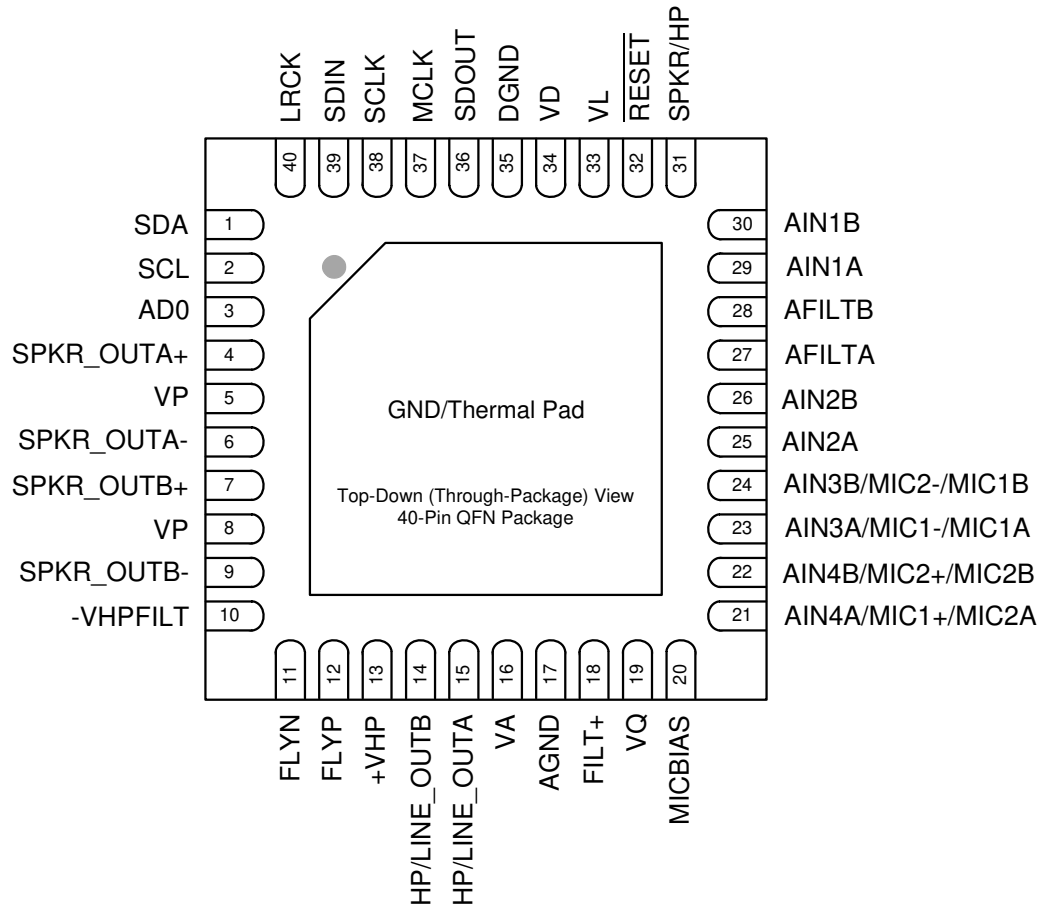 LRCK
SDIN
SCLK
MCLK
SDOUT
DGND
VD
VL
RESET
SPKR/HP
40
39
38
37
36
35
34
33
32
31
SDA 1
SCL 2
AD0 3
SPKR_OUTA+ 4
VP 5
SPKR_OUTA- 6
SPKR_OUTB+ 7
VP 8
SPKR_OUTB- 9
-VHPFILT 10
GND/Thermal Pad
Top-Down (Through-Package) View
40-Pin QFN Package
30 AIN1B
29 AIN1A
28 AFILTB
27 AFILTA
26 AIN2B
25 AIN2A
24 AIN3B/MIC2-/MIC1B
23 AIN3A/MIC1-/MIC1A
22 AIN4B/MIC2+/MIC2B
21 AIN4A/MIC1+/MIC2A
11
12
13
14
15
16
17
18
19
20
FLYN
FLYP
+VHP
HP/LINE_OUTB
HP/LINE_OUTA
VA
AGND
FILT+
VQ
MICBIAS